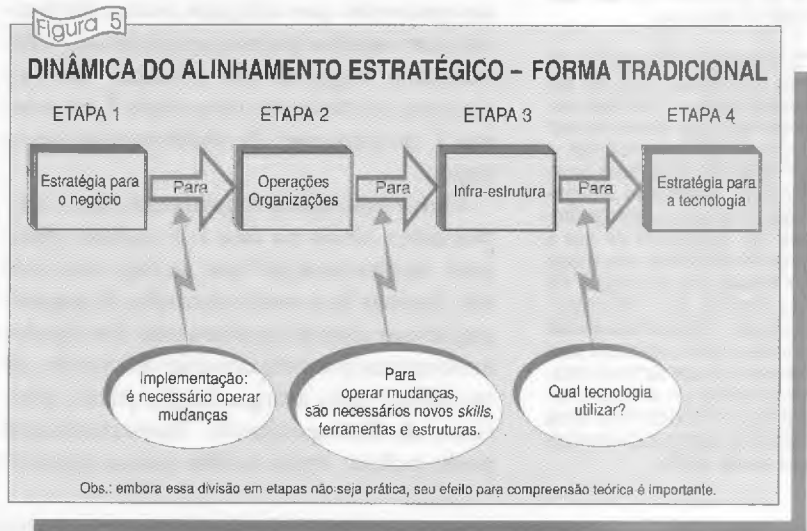 Figura 5
DINÂMICA DO ALINHAMENTO ESTRATÉGICO – FORMA TRADICIONAL
ETAPA 1
ETAPA 2
ETAPA 3
ETAPA 4
Estratégia para
o negócio
Para
Operações
Organizações
Para
Infra-estrutura
Para
Estratégia para
a tecnologia
Implementação:
é necessário operar
mudanças
Para
operar mudanças,
são necessários novos skills,
ferramentas e estruturas.
Qual tecnologia
utilizar?
Obs.: embora essa divisão em etapas não seja prática, seu efeito para compreensão teórica é importante.